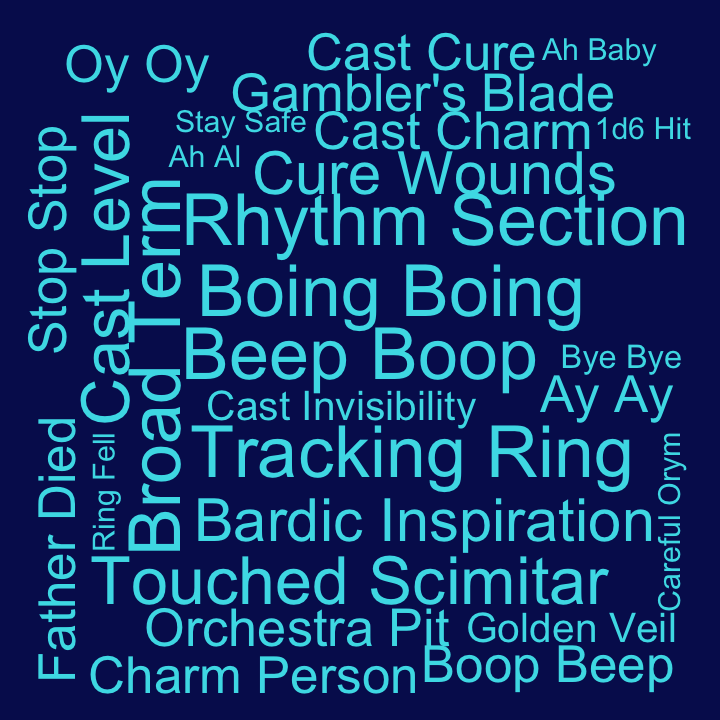 Oy Oy
Cast Cure
Ah Baby
Gambler's Blade
Stay Safe
Cast Charm
1d6 Hit
Ah Al
Cure Wounds
Rhythm Section
Stop Stop
Cast Level
Broad Term
Boing Boing
Beep Boop
Bye Bye
Cast Invisibility
Ay Ay
Tracking Ring
Father Died
Ring Fell
Careful Orym
Bardic Inspiration
Touched Scimitar
Orchestra Pit
Golden Veil
Charm Person
Boop Beep